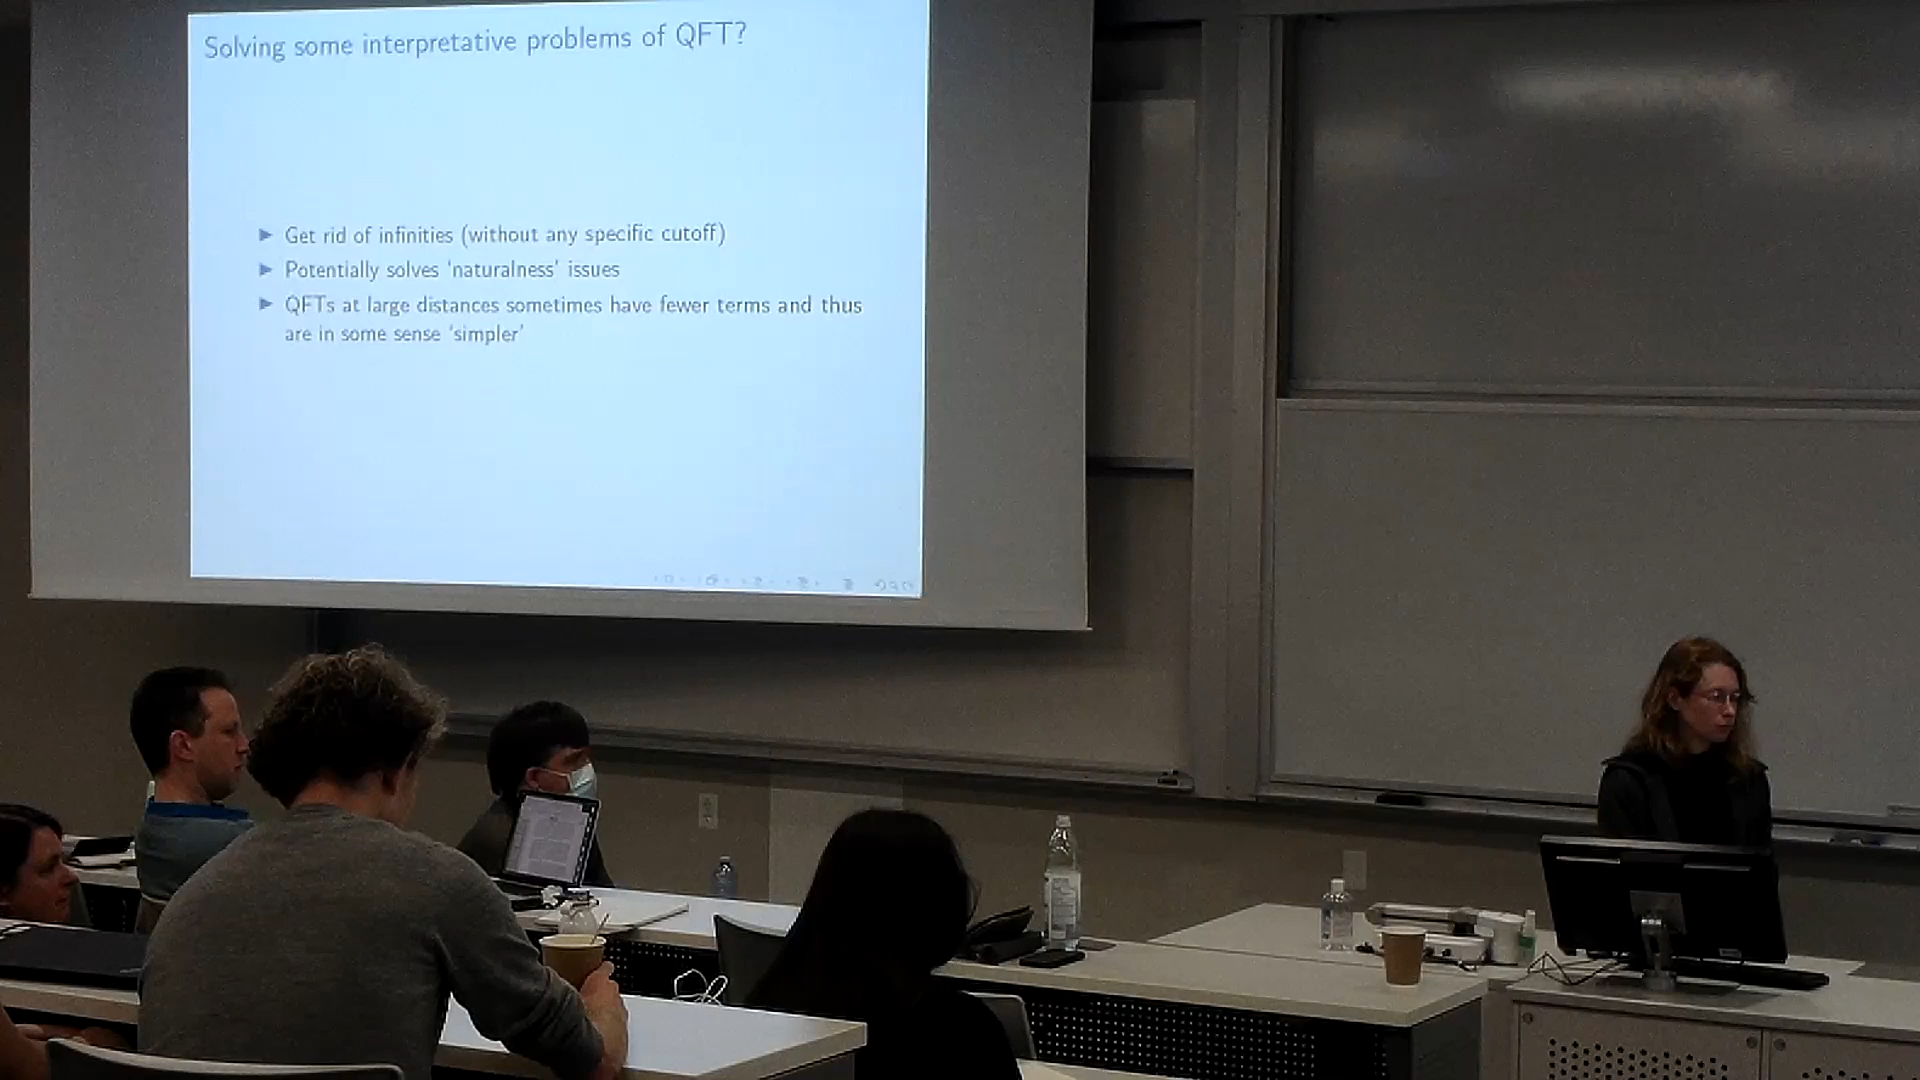 Solving some interpretative problems of QFT?
▶ Get rid of infinities (without any specific cutoff)
▶ Potentially solves 'naturalness' issues
▶ QFTs at large distances sometimes have fewer terms and thus
are in some sense 'simpler'